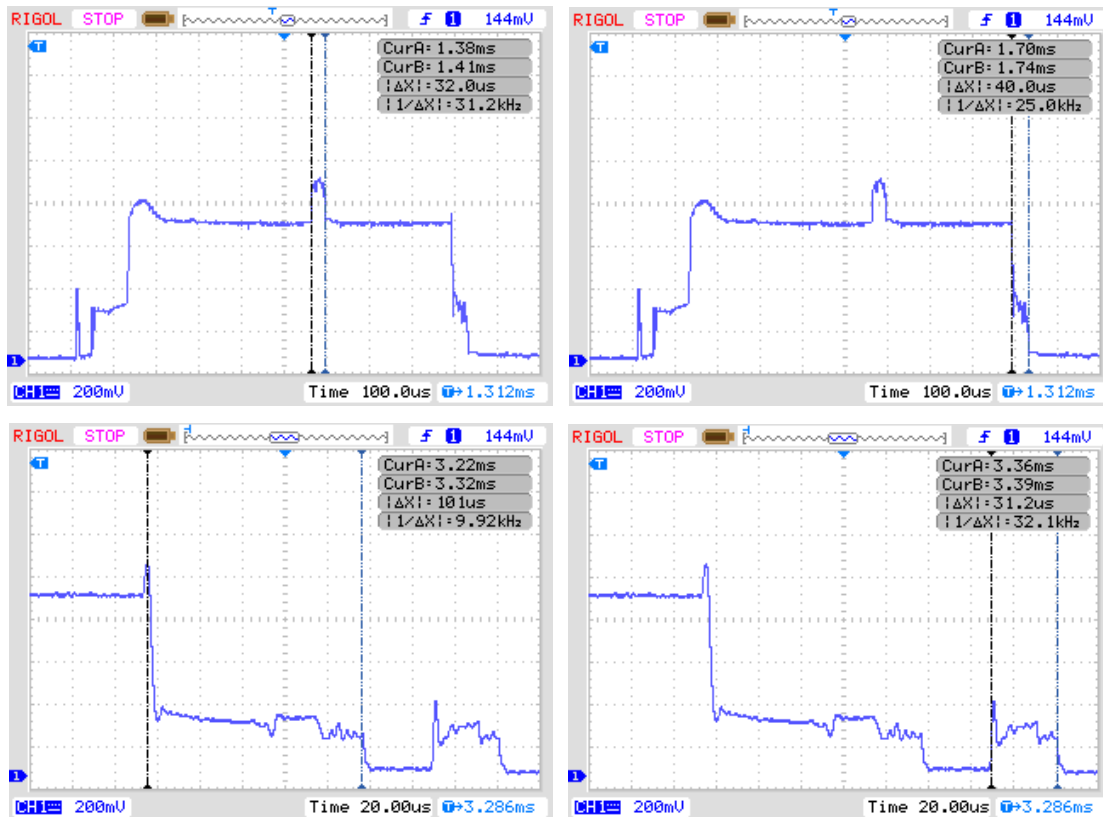 RIGOL STOP T f 1 144mV
T
CurA: 1.38ms
CurB: 1.41ms
|ΔX|: 32.0us
|1/ΔX|: 31.2kHz
1
CH1 200mV Time 100.0us T→1.312ms
RIGOL STOP T f 1 144mV
T
CurA: 1.70ms
CurB: 1.74ms
|ΔX|: 40.0us
|1/ΔX|: 25.0kHz
1
CH1 200mV Time 100.0us T→1.312ms
RIGOL STOP T f 1 144mV
T
CurA: 3.22ms
CurB: 3.32ms
|ΔX|: 101us
|1/ΔX|: 9.92kHz
1
CH1 200mV Time 20.00us T→3.286ms
RIGOL STOP T f 1 144mV
T
CurA: 3.36ms
CurB: 3.39ms
|ΔX|: 31.2us
|1/ΔX|: 32.1kHz
1
CH1 200mV Time 20.00us T→3.286ms